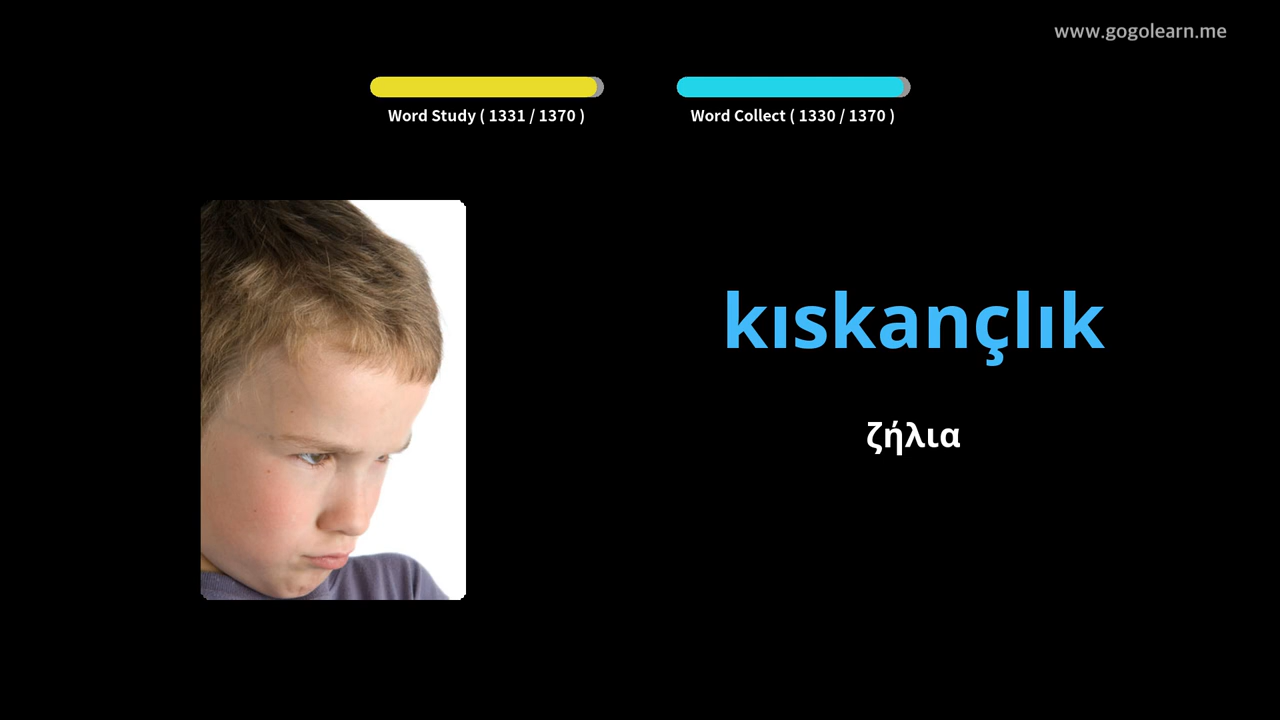 www.gogolearn.me
Word Study ( 1331 / 1370 )
Word Collect ( 1330 / 1370 )
kıskançlık
ζήλια